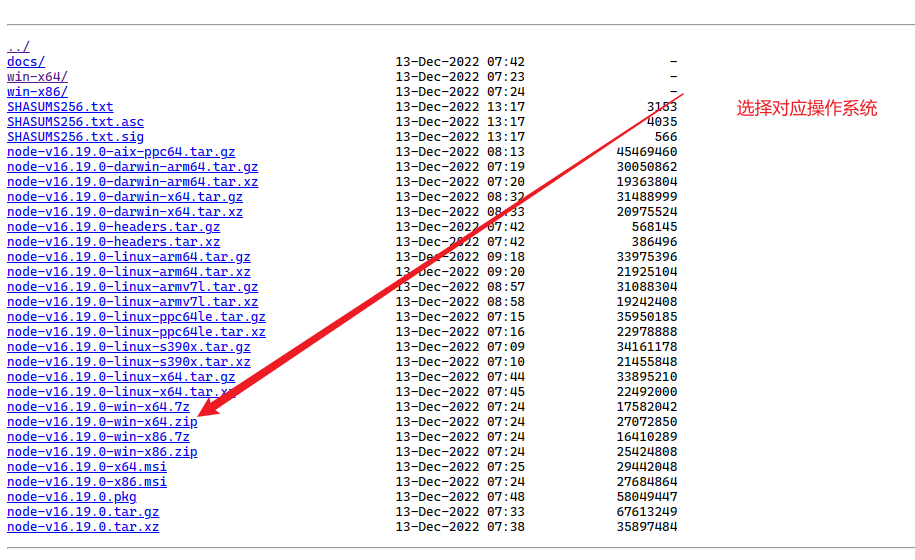 ../
docs/ 13-Dec-2022 07:42 -
win-x64/ 13-Dec-2022 07:23 -
win-x86/ 13-Dec-2022 07:24 -
SHASUMS256.txt 13-Dec-2022 13:17 3153
选择对应操作系统
SHASUMS256.txt.asc 13-Dec-2022 13:17 4035
SHASUMS256.txt.sig 13-Dec-2022 13:17 566
node-v16.19.0-aix-ppc64.tar.gz 13-Dec-2022 08:13 45469460
node-v16.19.0-darwin-arm64.tar.gz 13-Dec-2022 07:19 30050862
node-v16.19.0-darwin-arm64.tar.xz 13-Dec-2022 07:20 19363804
node-v16.19.0-darwin-x64.tar.gz 13-Dec-2022 08:32 31488999
node-v16.19.0-darwin-x64.tar.xz 13-Dec-2022 08:33 20975524
node-v16.19.0-headers.tar.gz 13-Dec-2022 07:42 568145
node-v16.19.0-headers.tar.xz 13-Dec-2022 07:42 386496
node-v16.19.0-linux-arm64.tar.gz 13-Dec-2022 09:18 33975396
node-v16.19.0-linux-arm64.tar.xz 13-Dec-2022 09:20 21925104
node-v16.19.0-linux-armv7l.tar.gz 13-Dec-2022 08:57 31088304
node-v16.19.0-linux-armv7l.tar.xz 13-Dec-2022 08:58 19242408
node-v16.19.0-linux-ppc64le.tar.gz 13-Dec-2022 07:15 35950185
node-v16.19.0-linux-ppc64le.tar.xz 13-Dec-2022 07:16 22978888
node-v16.19.0-linux-s390x.tar.gz 13-Dec-2022 07:09 34161178
node-v16.19.0-linux-s390x.tar.xz 13-Dec-2022 07:10 21455848
node-v16.19.0-linux-x64.tar.gz 13-Dec-2022 07:44 33895210
node-v16.19.0-linux-x64.tar.xz 13-Dec-2022 07:45 22492000
node-v16.19.0-win-x64.7z 13-Dec-2022 07:24 17582042
node-v16.19.0-win-x64.zip 13-Dec-2022 07:24 27072850
node-v16.19.0-win-x86.7z 13-Dec-2022 07:24 16410289
node-v16.19.0-win-x86.zip 13-Dec-2022 07:24 25424808
node-v16.19.0-x64.msi 13-Dec-2022 07:25 29442048
node-v16.19.0-x86.msi 13-Dec-2022 07:24 27684864
node-v16.19.0.pkg 13-Dec-2022 07:48 58049447
node-v16.19.0.tar.gz 13-Dec-2022 07:33 67613249
node-v16.19.0.tar.xz 13-Dec-2022 07:38 35897484